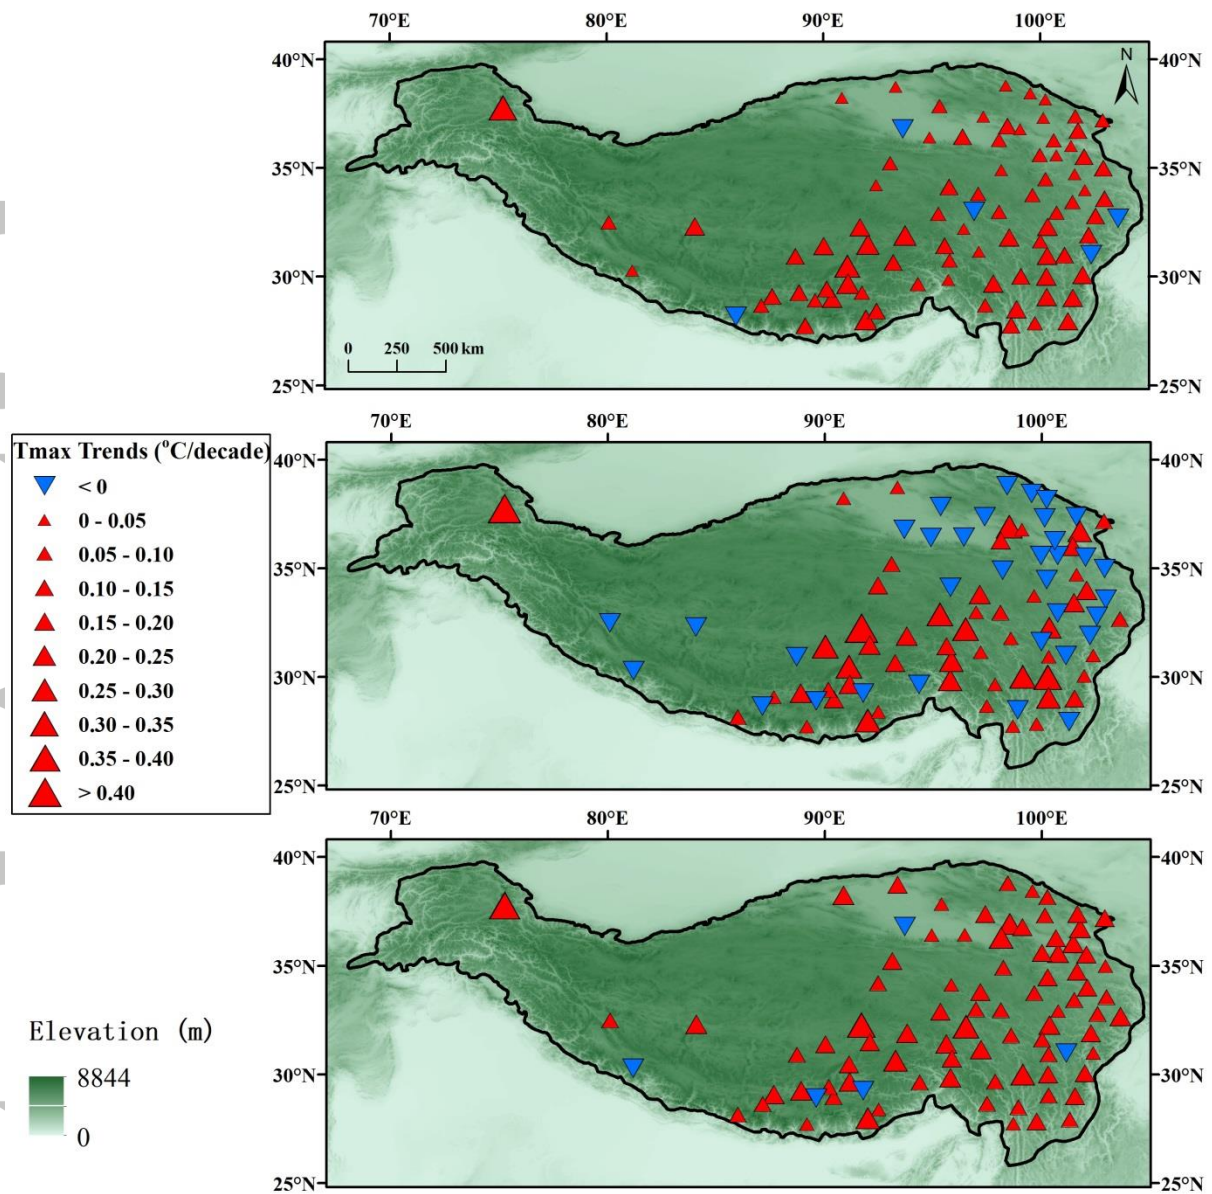 70°E 80°E 90°E 100°E
40°N 40°N
N
35°N 35°N
30°N 30°N
0 250 500 km
25°N 25°N
70°E 80°E 90°E 100°E
40°N 40°N
35°N 35°N
30°N 30°N
25°N 25°N
Tmax Trends (°C/decade)
< 0
0 - 0.05
0.05 - 0.10
0.10 - 0.15
0.15 - 0.20
0.20 - 0.25
0.25 - 0.30
0.30 - 0.35
0.35 - 0.40
> 0.40
70°E 80°E 90°E 100°E
40°N 40°N
35°N 35°N
30°N 30°N
25°N 25°N
Elevation (m)
8844
0